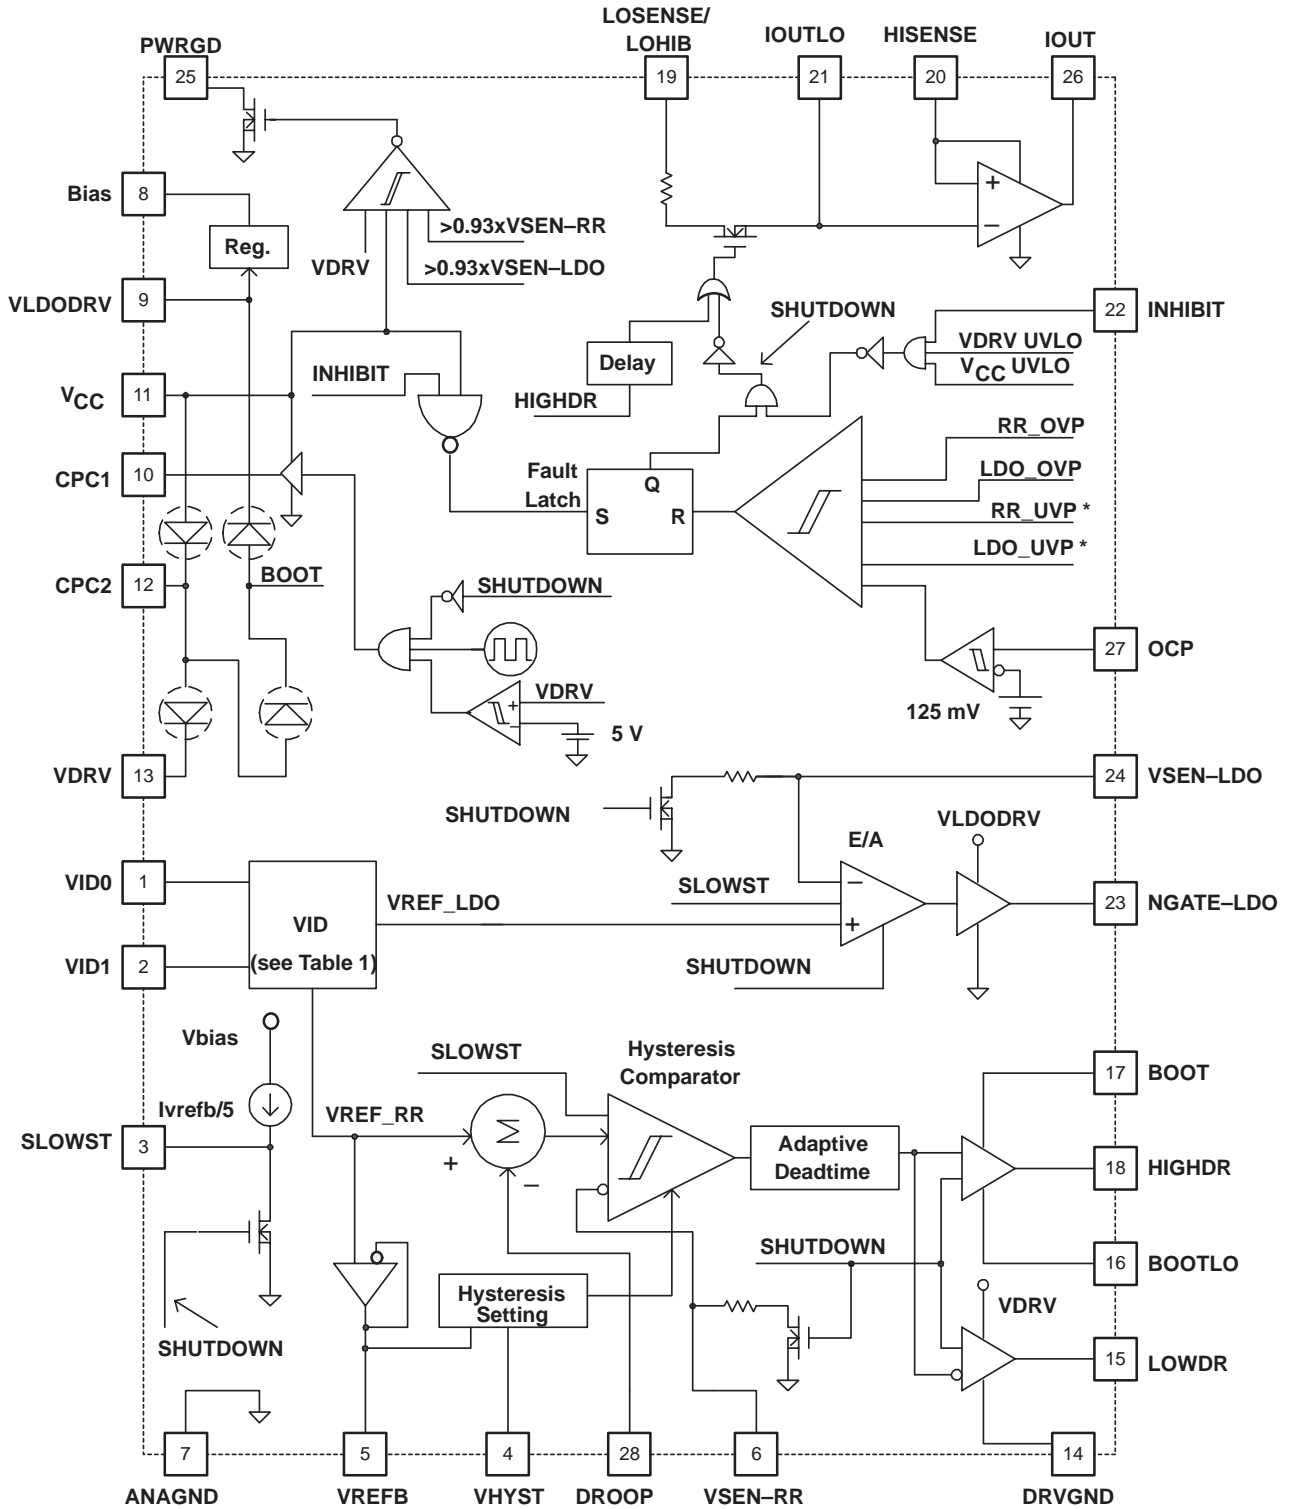 LOSENSE/
LOHIB
IOUTLO
HISENSE
IOUT
PWRGD
25
19
21
20
26
Bias
8
Reg.
>0.93xVSEN–RR
VDRV
>0.93xVSEN–LDO
+
–
VLDODRV
9
SHUTDOWN
22
INHIBIT
VDRV UVLO
VCC UVLO
Delay
INHIBIT
HIGHDR
VCC
11
RR_OVP
CPC1
10
Fault
Latch
Q
S
R
LDO_OVP
RR_UVP *
LDO_UVP *
CPC2
12
BOOT
SHUTDOWN
27
OCP
VDRV
+
–
5 V
125 mV
VDRV
13
24
VSEN–LDO
SHUTDOWN
VLDODRV
E/A
VID0
1
SLOWST
–
+
VREF_LDO
23
NGATE–LDO
VID
(see Table 1)
VID1
2
SHUTDOWN
Vbias
SLOWST
Hysteresis
Comparator
17
BOOT
Ivrefb/5
VREF_RR
Σ
+
–
SLOWST
3
Adaptive
Deadtime
18
HIGHDR
SHUTDOWN
16
BOOTLO
Hysteresis
Setting
VDRV
SHUTDOWN
15
LOWDR
7
5
4
28
6
14
ANAGND
VREFB
VHYST
DROOP
VSEN–RR
DRVGND